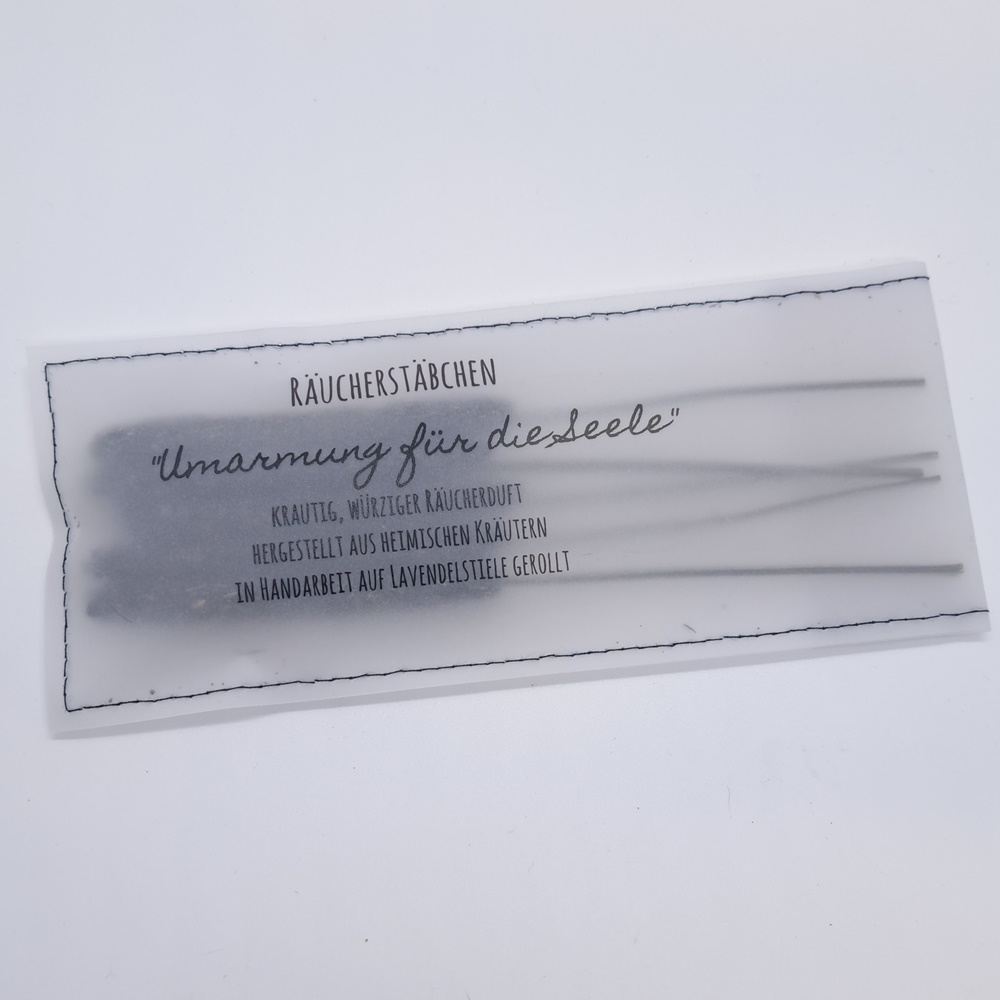 RÄUCHERSTÄBCHEN
"Umarmung für die Seele"
KRAUTIG, WÜRZIGER RÄUCHERDUFT
HERGESTELLT AUS HEIMISCHEN KRÄUTERN
IN HANDARBEIT AUF LAVENDELSTIELE GEROLLT